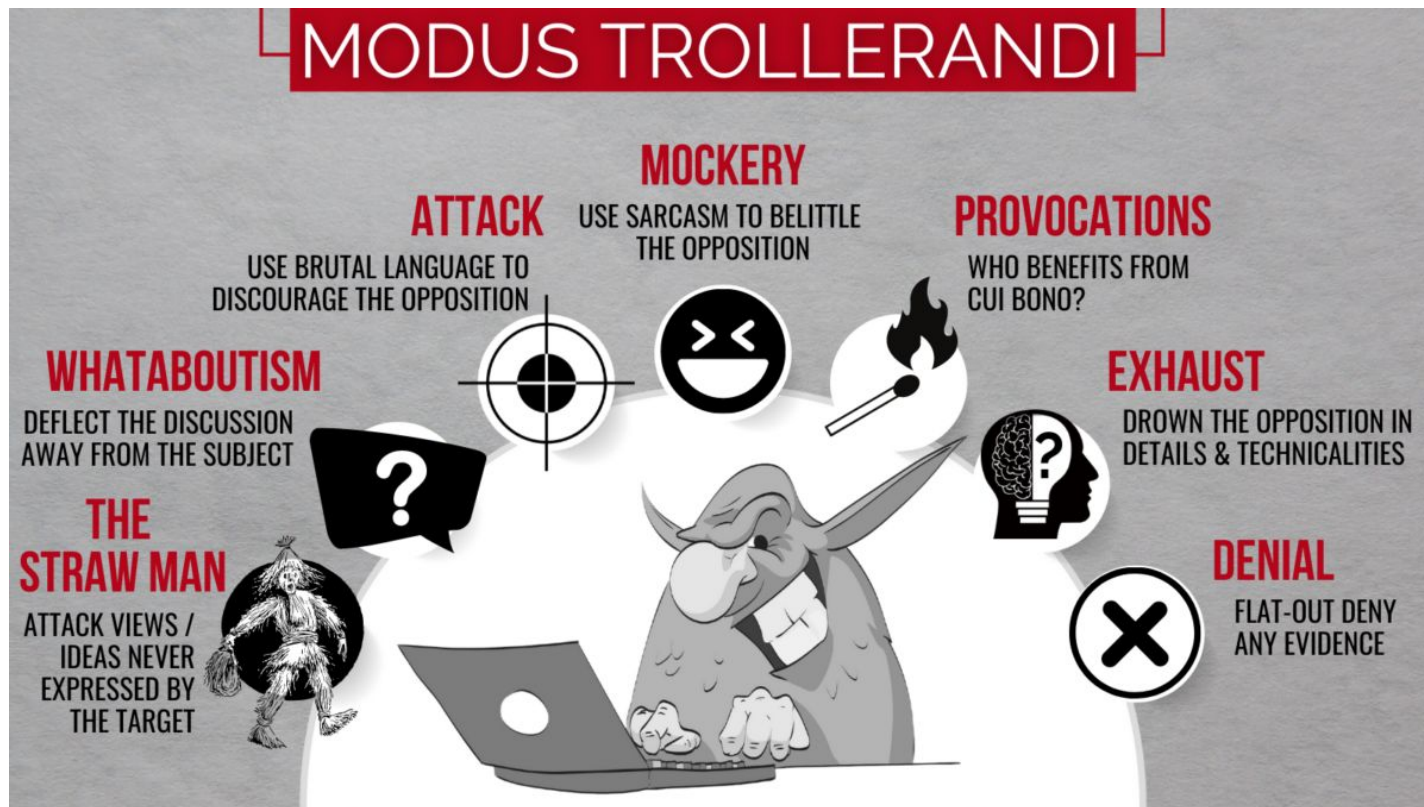 MODUS TROLLERANDI
THE
STRAW MAN
ATTACK VIEWS /
IDEAS NEVER
EXPRESSED BY
THE TARGET
WHATABOUTISM
DEFLECT THE DISCUSSION
AWAY FROM THE SUBJECT
ATTACK
USE BRUTAL LANGUAGE TO
DISCOURAGE THE OPPOSITION
MOCKERY
USE SARCASM TO BELITTLE
THE OPPOSITION
PROVOCATIONS
WHO BENEFITS FROM
CUI BONO?
EXHAUST
DROWN THE OPPOSITION IN
DETAILS & TECHNICALITIES
DENIAL
FLAT-OUT DENY
ANY EVIDENCE
?
?